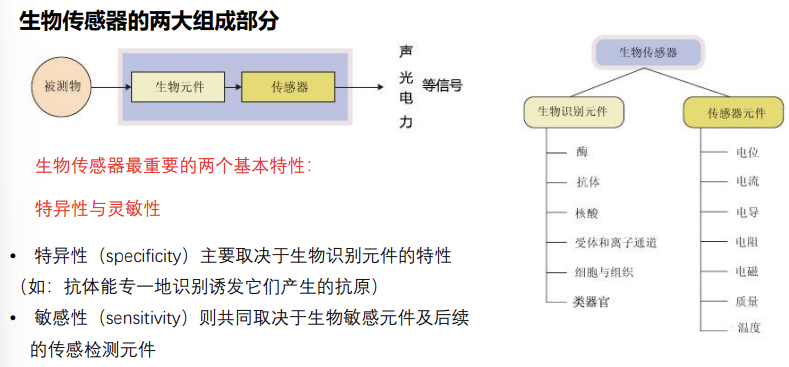 生物传感器的两大组成部分
被测物
生物元件
传感器
声
光
电
力
等信号
生物传感器最重要的两个基本特性：
特异性与灵敏性
• 特异性（specificity）主要取决于生物识别元件的特性
（如：抗体能专一地识别诱发它们产生的抗原）
• 敏感性（sensitivity）则共同取决于生物敏感元件及后续
的传感检测元件
生物传感器
生物识别元件
酶
抗体
核酸
受体和离子通道
细胞与组织
类器官
传感器元件
电位
电流
电导
电阻
电磁
质量
温度